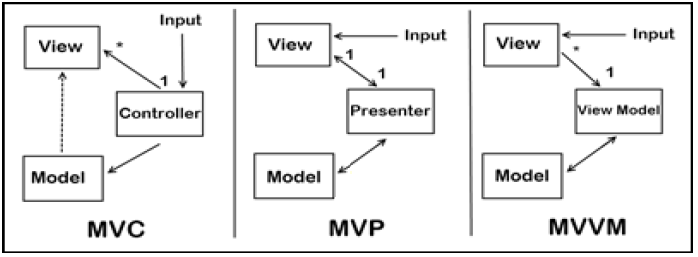 Input
View
*
1
Controller
Model
MVC
View
Input
1
1
Presenter
Model
MVP
View
Input
*
1
View Model
Model
MVVM